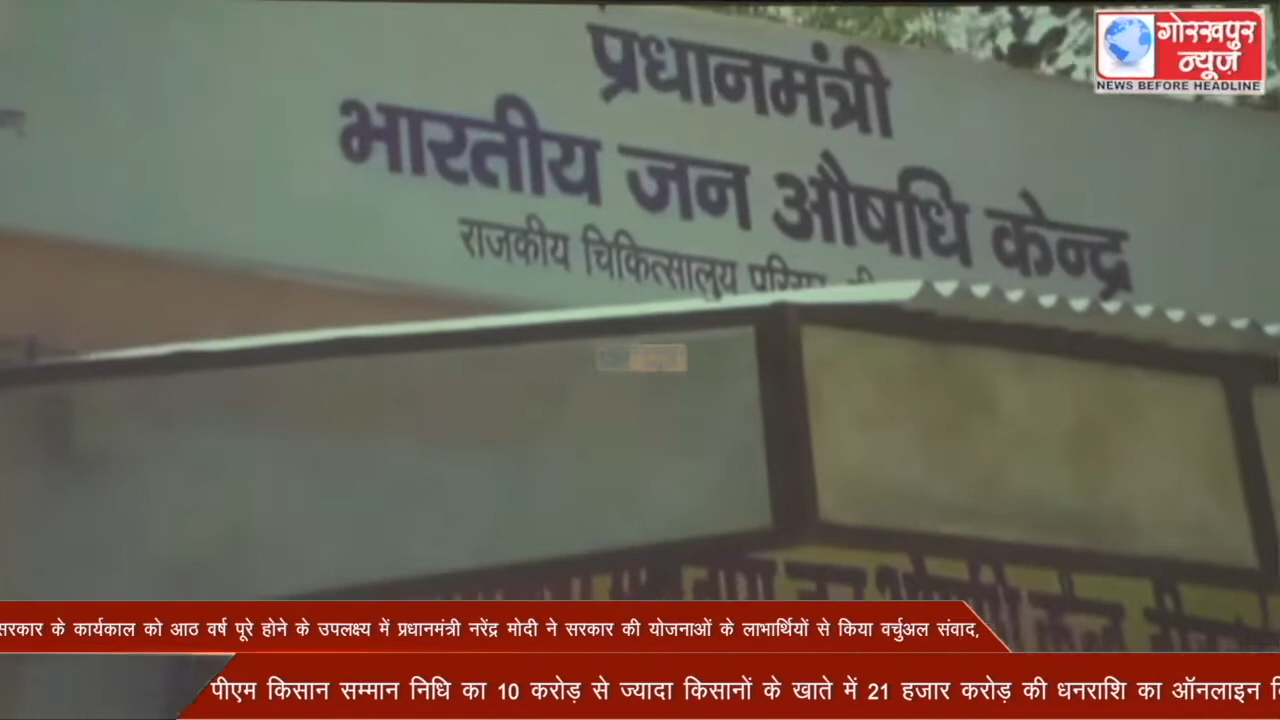 गोरखपुर
न्यूज़
NEWS BEFORE HEADLINE
प्रधानमंत्री
भारतीय जन औषधि केन्द्र
राजकीय चिकित्सालय
सरकार के कार्यकाल को आठ वर्ष पूरे होने के उपलक्ष्य में प्रधानमंत्री नरेंद्र मोदी ने सरकार की योजनाओं के लाभार्थियों से किया वर्चुअल संवाद,
पीएम किसान सम्मान निधि का 10 करोड़ से ज्यादा किसानों के खाते में 21 हजार करोड़ की धनराशि का ऑनलाइन